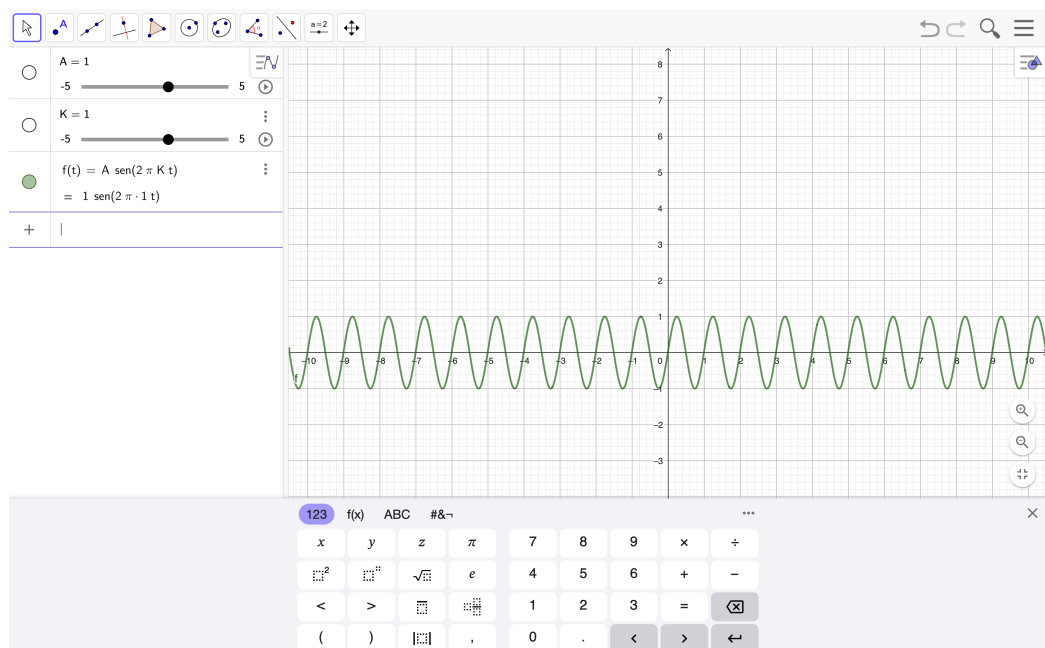 A
a=2
A = 1
-5
5
K = 1
-5
5
f(t) = A sen(2 π K t)
= 1 sen(2 π · 1 t)
+
8
7
6
5
4
3
2
1
–10 –9 –8 –7 –6 –5 –4 –3 –2 –1 0 1 2 3 4 5 6 7 8 9 10
f
–1
–2
–3
123 f(x) ABC #&¬
x y z π 7 8 9 × ÷
2 √ e 4 5 6 + −
< > 1 2 3 =
( ) | | , 0 . < >